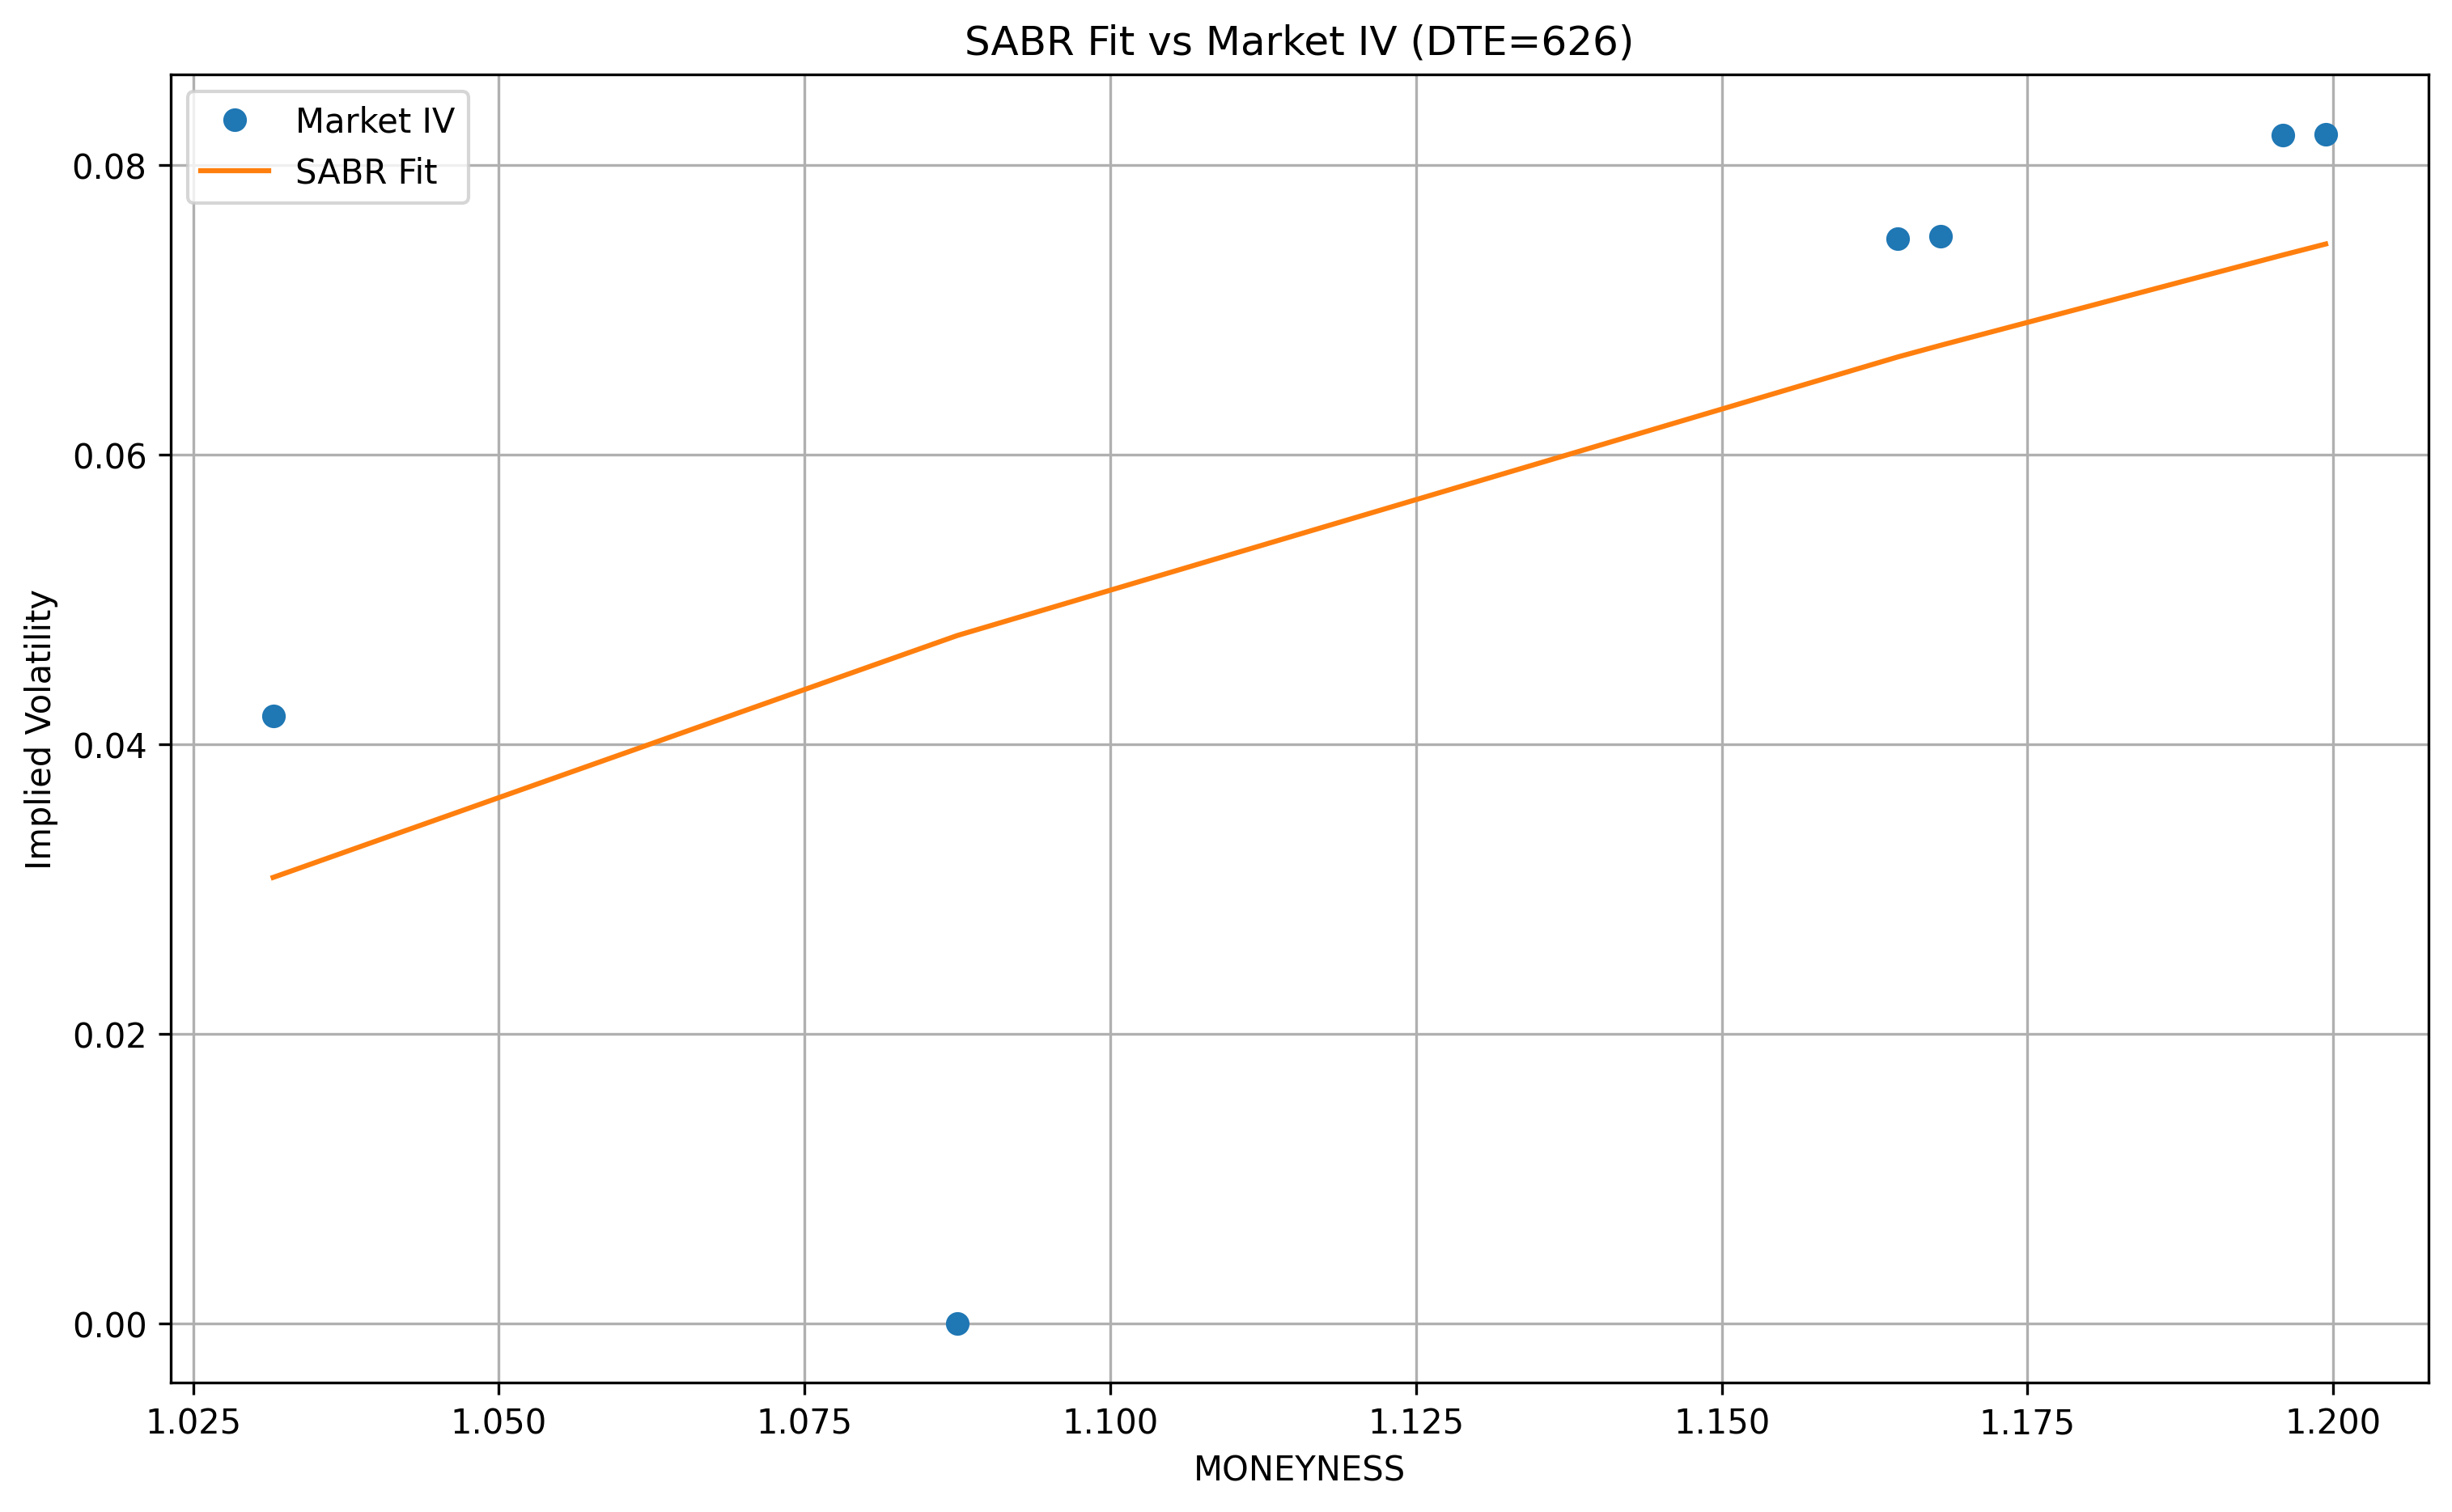 SABR Fit vs Market IV (DTE=626)
Market IV
SABR Fit
0.08
0.06
0.04
0.02
0.00
Implied Volatility
1.025 1.050 1.075 1.100 1.125 1.150 1.175 1.200
MONEYNESS